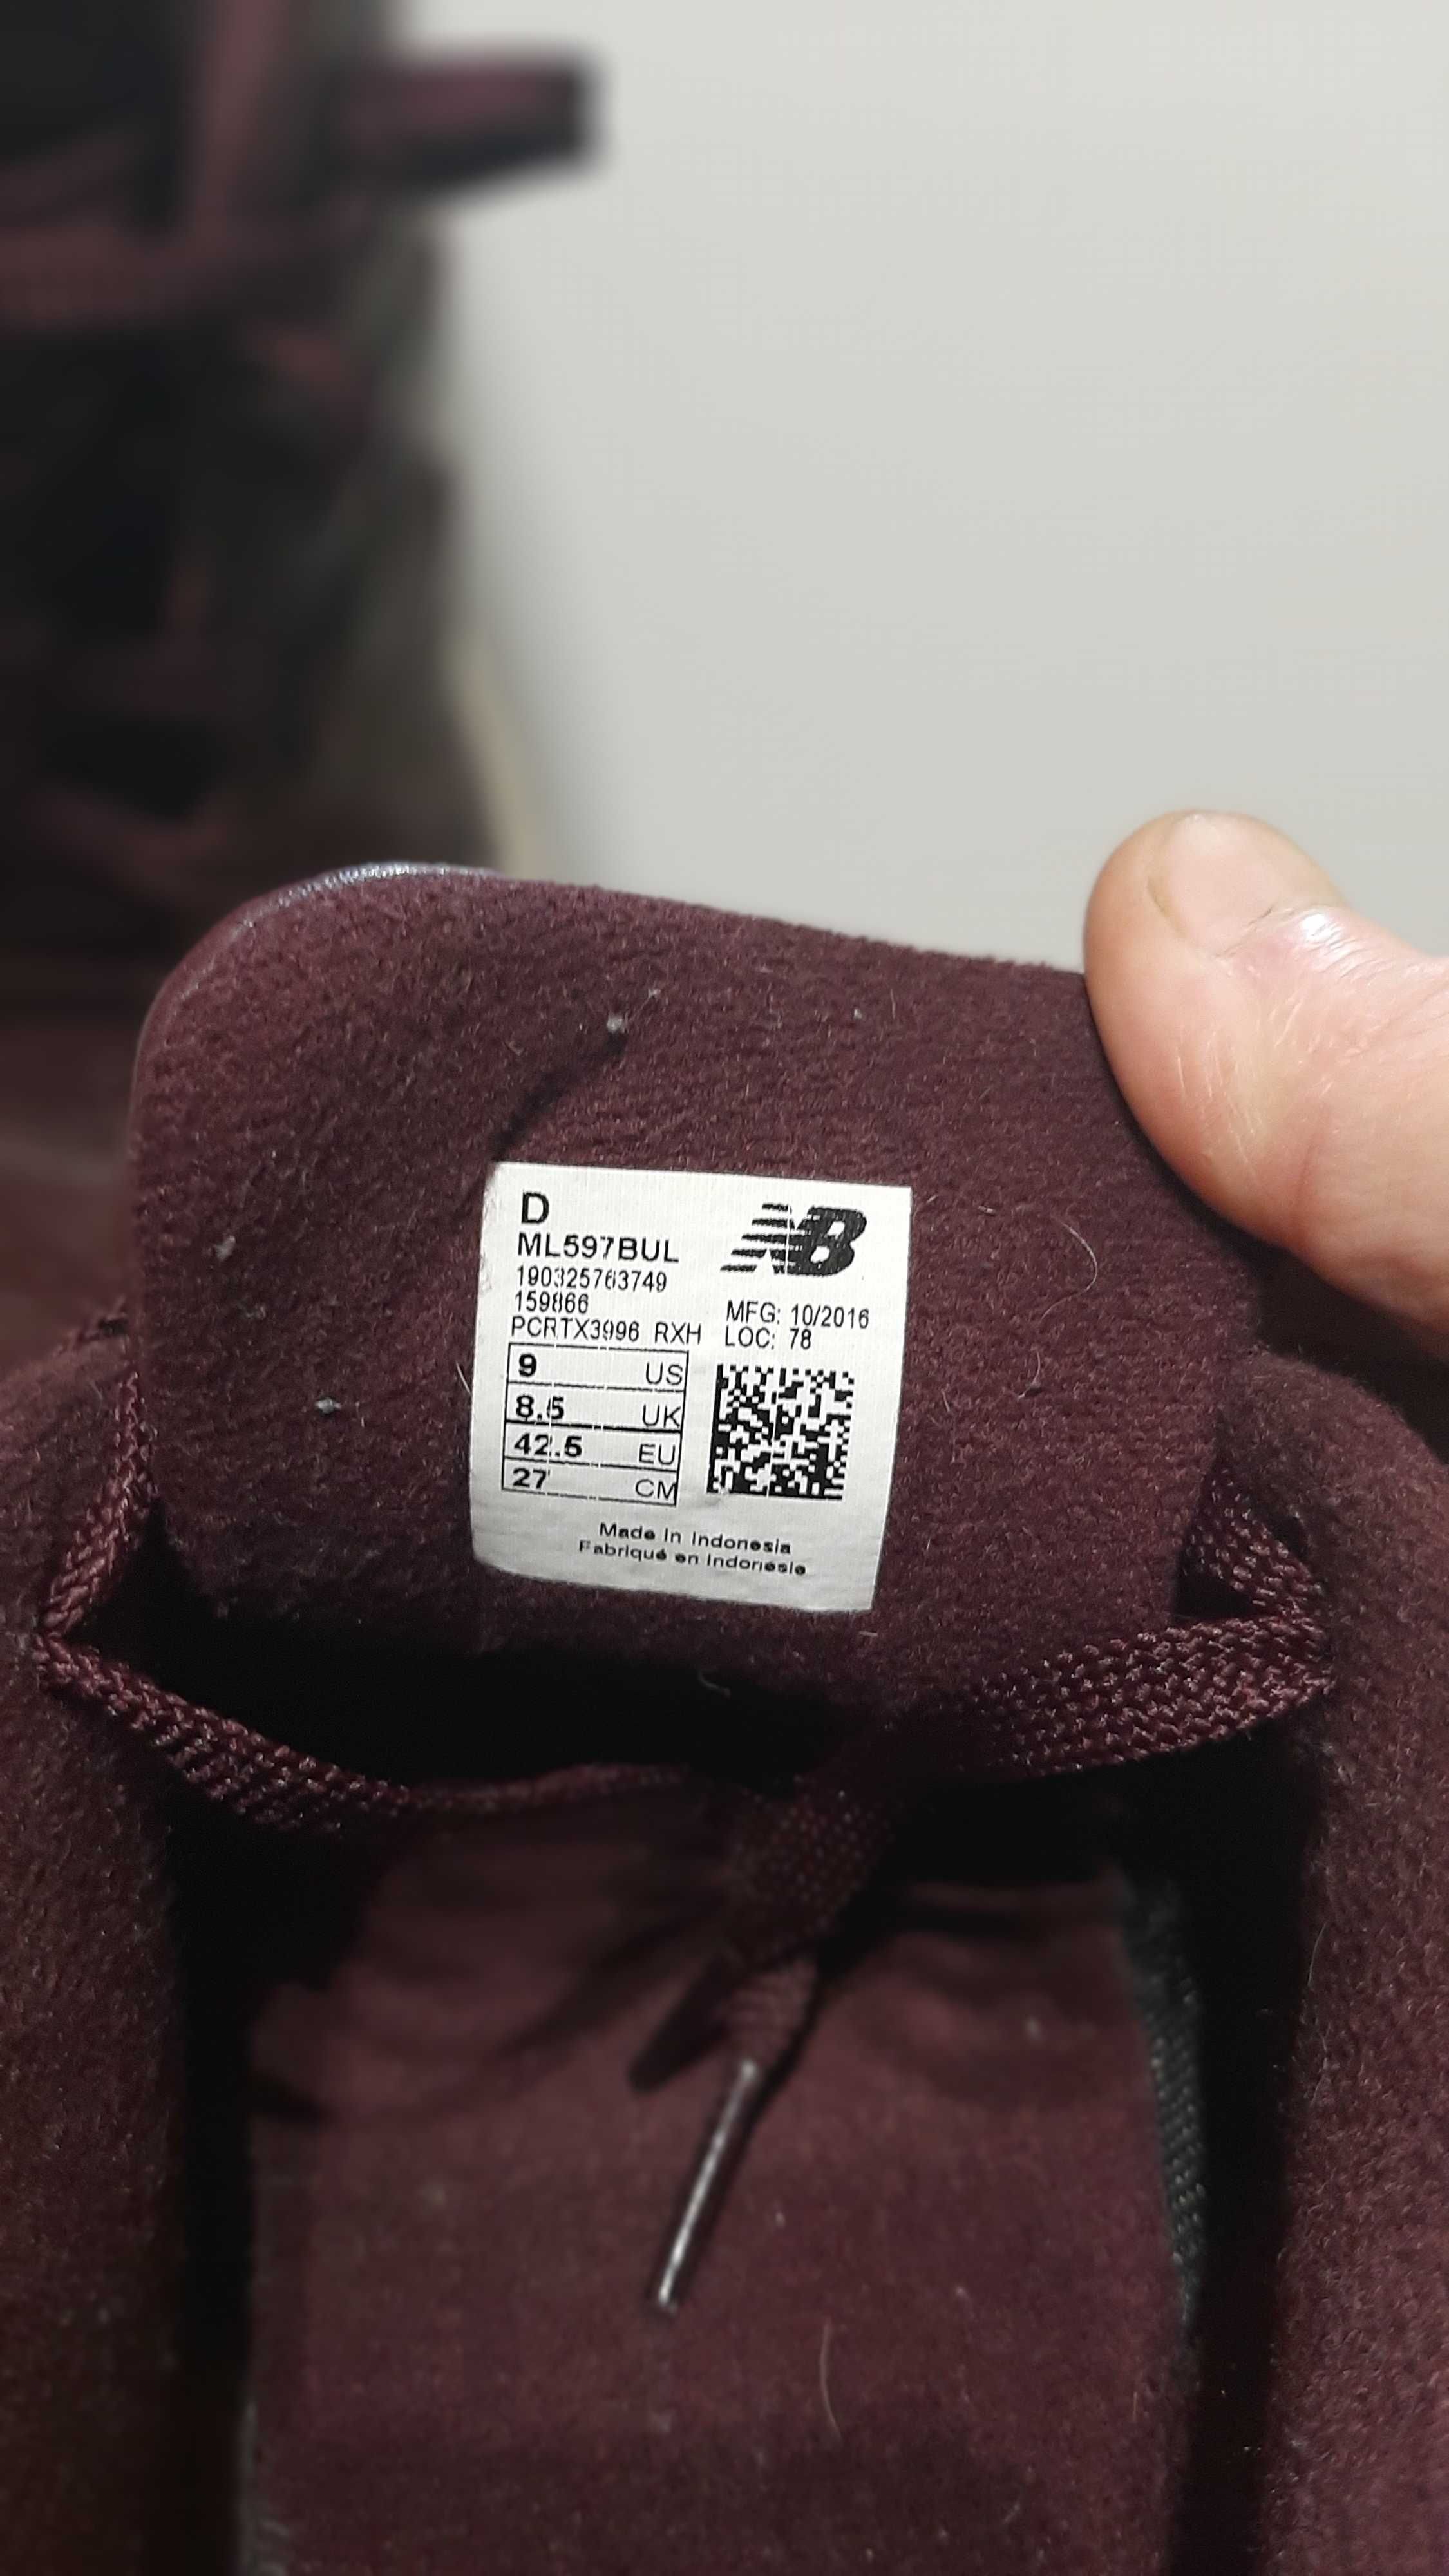 D
ML597BUL
190325763749
159866
PCRTX3996 RXH
NB
MFG: 10/2016
LOC: 78
9 US
8.5 UK
42.5 EU
27 CM
Made in Indonesia
Fabriqué en Indonésie